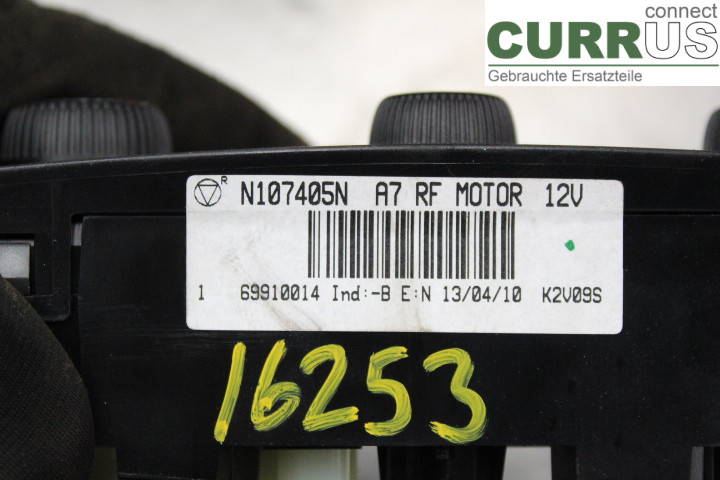 connect
CURRUS
Gebrauchte Ersatzteile
R
N107405N A7 RF MOTOR 12V
1 69910014 Ind:-B E:N 13/04/10 K2V09S
16253